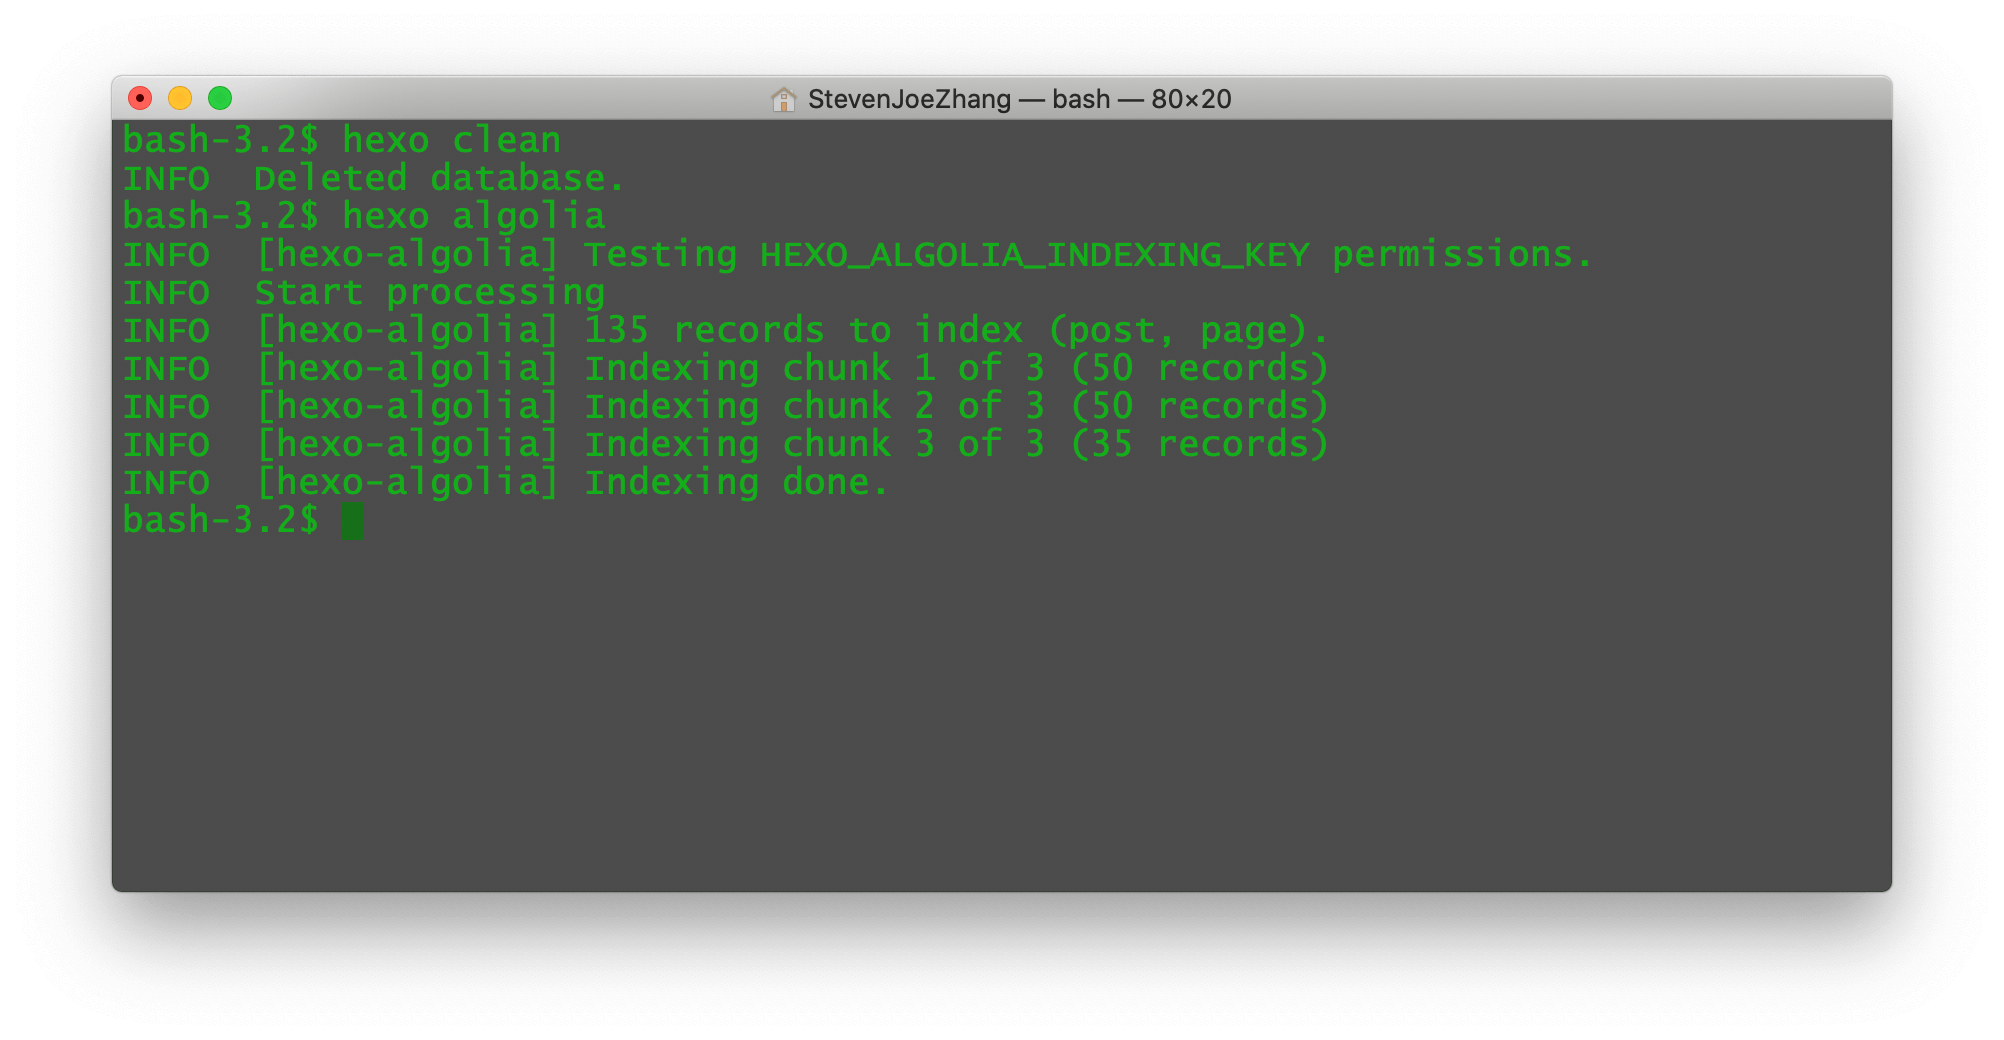 StevenJoeZhang — bash — 80×20
bash-3.2$ hexo clean
INFO  Deleted database.
bash-3.2$ hexo algolia
INFO  [hexo-algolia] Testing HEXO_ALGOLIA_INDEXING_KEY permissions.
INFO  Start processing
INFO  [hexo-algolia] 135 records to index (post, page).
INFO  [hexo-algolia] Indexing chunk 1 of 3 (50 records)
INFO  [hexo-algolia] Indexing chunk 2 of 3 (50 records)
INFO  [hexo-algolia] Indexing chunk 3 of 3 (35 records)
INFO  [hexo-algolia] Indexing done.
bash-3.2$